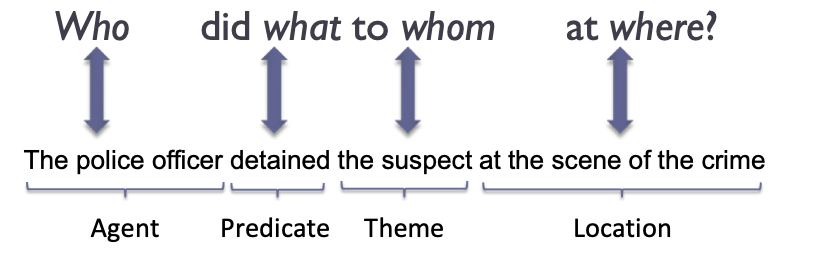 Who did what to whom at where?
The police officer detained the suspect at the scene of the crime
Agent Predicate Theme Location